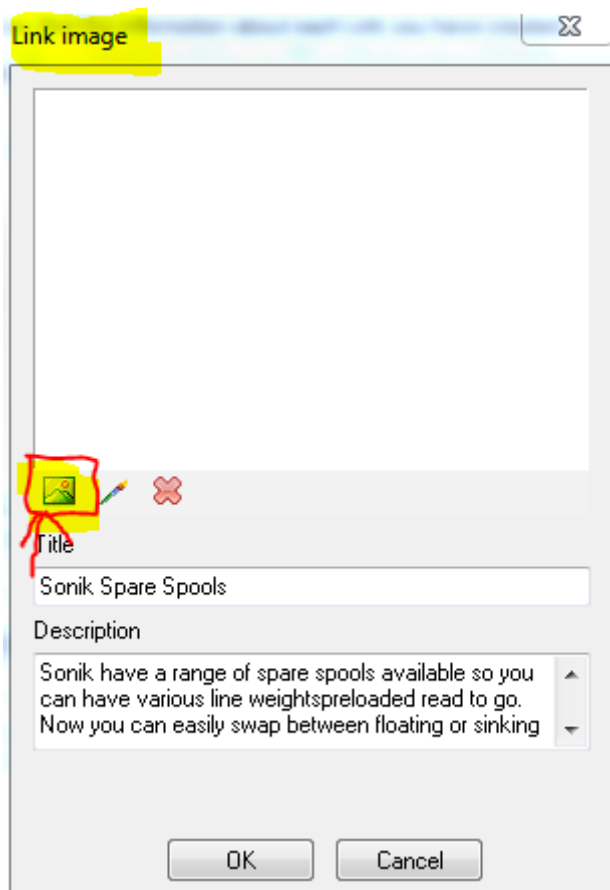 Link image
Title
Sonik Spare Spools
Description
Sonik have a range of spare spools available so you
can have various line weightspreloaded read to go.
Now you can easily swap between floating or sinking
OK
Cancel